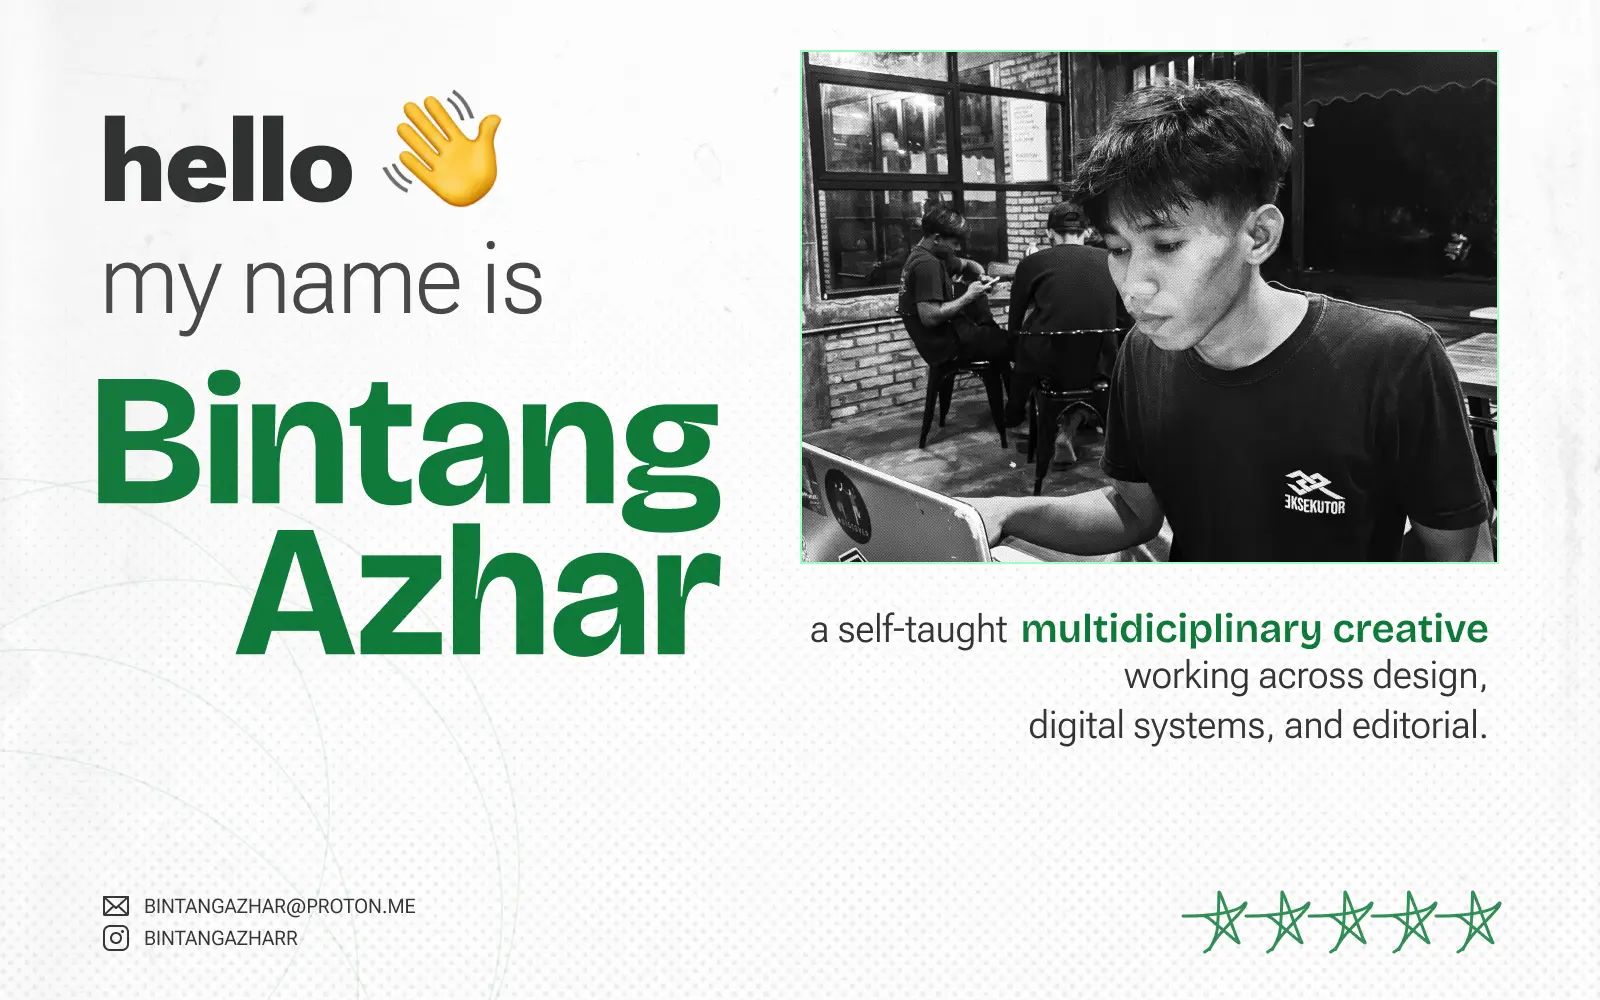 hello 👋
my name is
Bintang
Azhar
ƎKSEKUTOR
a self-taught multidiciplinary creative
working across design,
digital systems, and editorial.
BINTANGAZHAR@PROTON.ME
BINTANGAZHARR